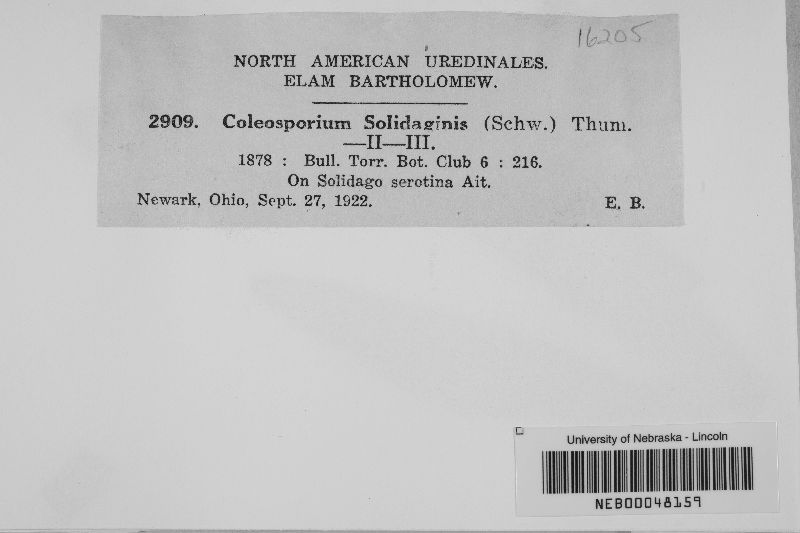 16205
NORTH AMERICAN UREDINALES.
ELAM BARTHOLOMEW.
2909. Coleosporium Solidaginis (Schw.) Thum.
—II—III.
1878 : Bull. Torr. Bot. Club 6 : 216.
On Solidago serotina Ait.
Newark, Ohio, Sept. 27, 1922. E. B.
University of Nebraska - Lincoln
NEB00048159